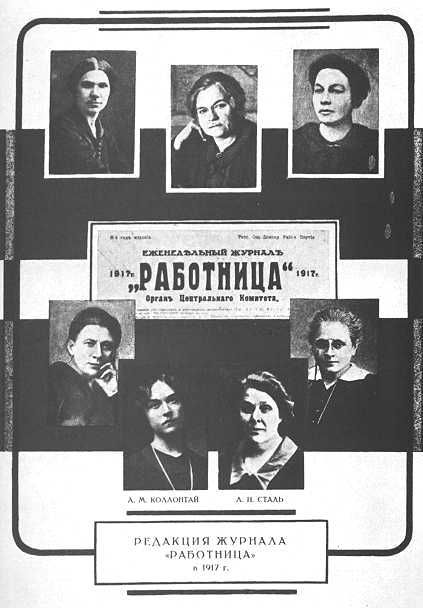 ЕЖЕНЕДѢЛЬНЫЙ ЖУРНАЛЪ
1917г. „РАБОТНИЦА“ 1917г.
Органъ Центральнаго Комитета
А. М. КОЛЛОНТАЙ Л. Н. СТАЛЬ
РЕДАКЦИЯ ЖУРНАЛА
«РАБОТНИЦА»
в 1917 г.